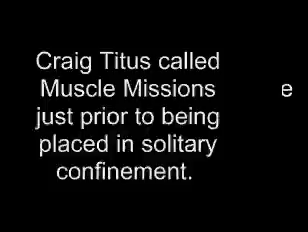 Craig Titus called
Muscle Missions e
just prior to being
placed in solitary
confinement.